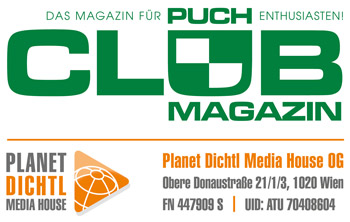 DAS MAGAZIN FÜR PUCH ENTHUSIASTEN!
CLUB
MAGAZIN
PLANET
DICHTL
MEDIA HOUSE
Planet Dichtl Media House OG
Obere Donaustraße 21/1/3, 1020 Wien
FN 447909 S | UID: ATU 70408604